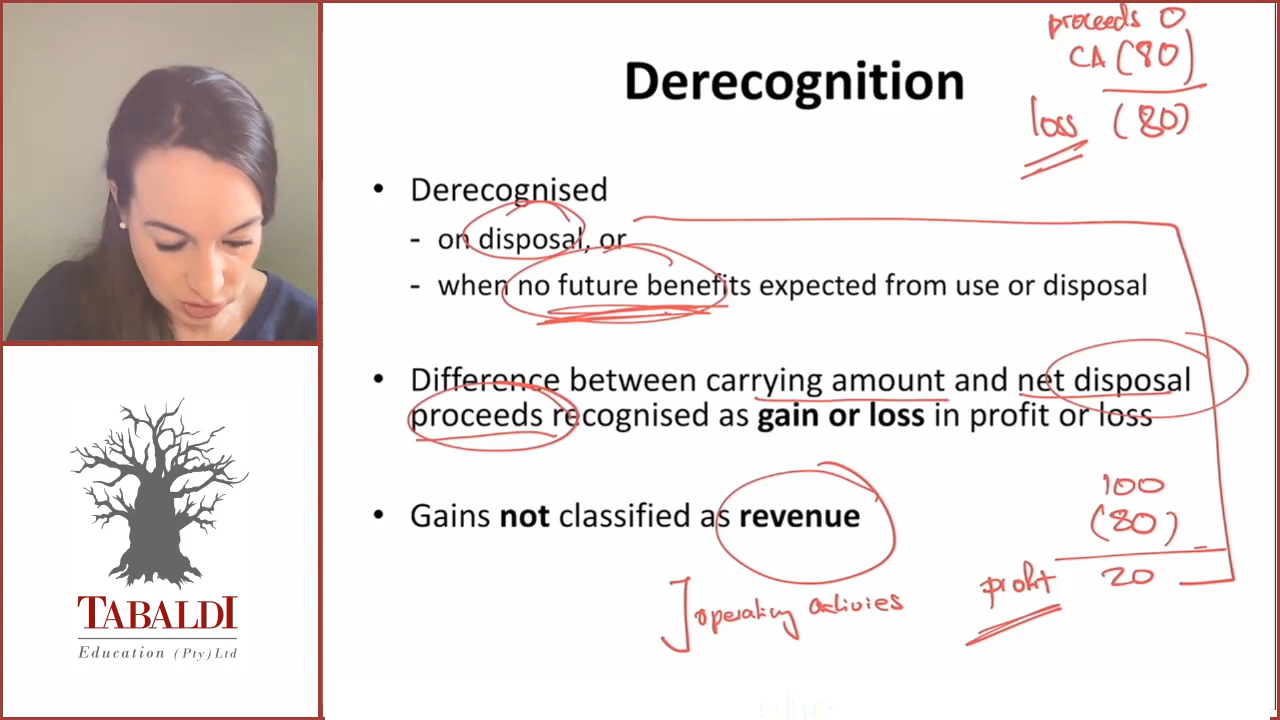 proceeds 0
CA (80)
loss (80)
Derecognition
• Derecognised
- on disposal, or
- when no future benefits expected from use or disposal
• Difference between carrying amount and net disposal
proceeds recognised as gain or loss in profit or loss
• Gains not classified as revenue
100
(80)
profit 20
operating activies
TABALDI
Education (Pty) Ltd